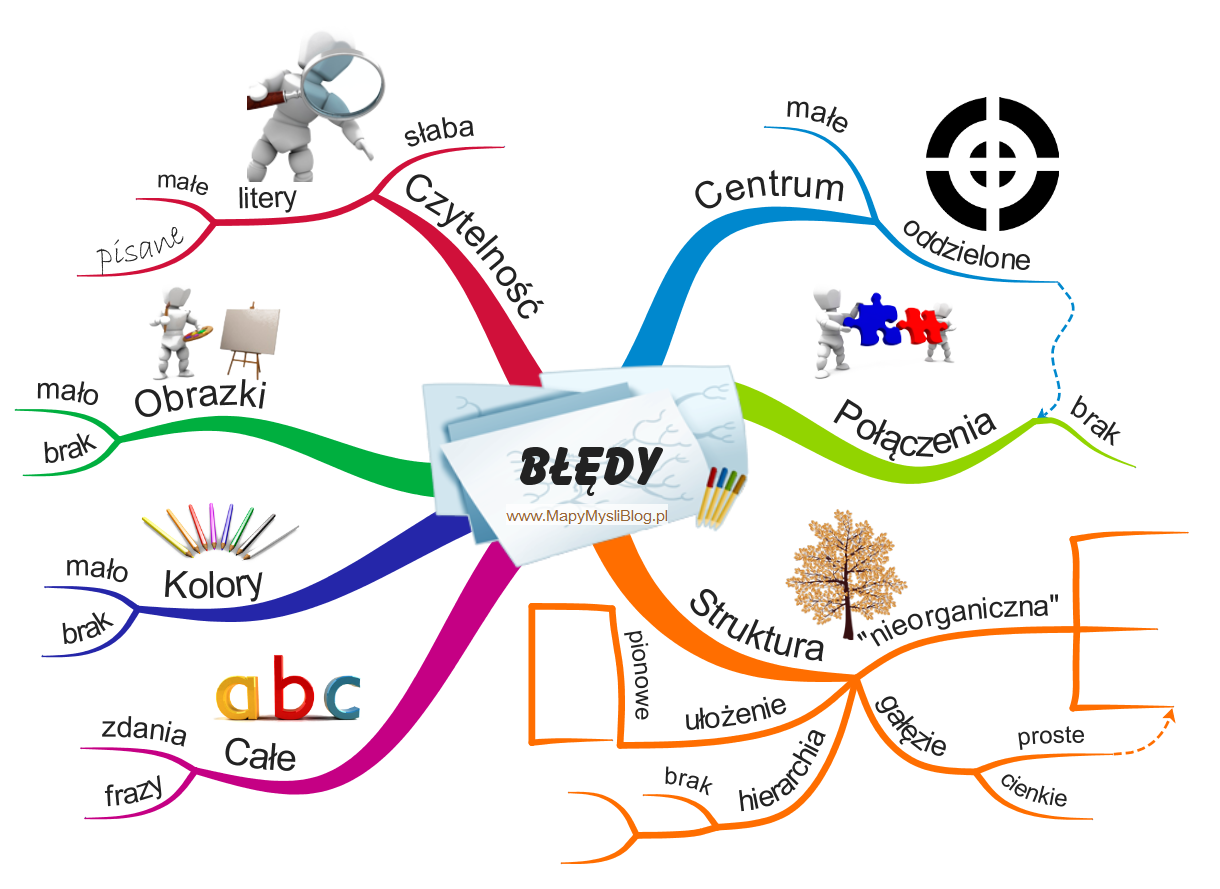 BŁĘDY
www.MapyMysliBlog.pl
Centrum
małe
oddzielone
Połączenia
brak
Struktura
"nieorganiczna"
gałęzie
proste
cienkie
hierarchia
brak
ułożenie
pionowe
Całe
zdania
frazy
abc
Kolory
mało
brak
Obrazki
mało
brak
Czytelność
słaba
litery
małe
pisane